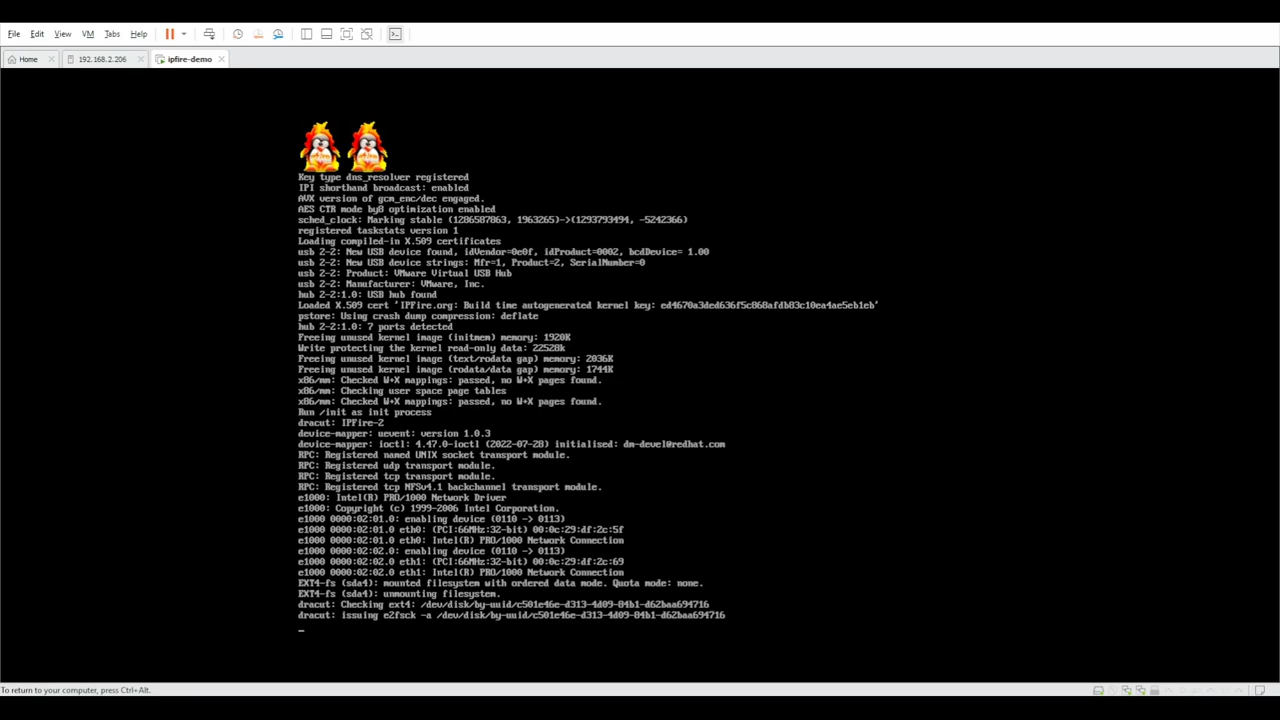 File Edit View VM Tabs Help
Home 192.168.2.206 ipfire-demo
Key type dns_resolver registered
IPI shorthand broadcast: enabled
AVX version of gcm_enc/dec engaged.
AES CTR mode by8 optimization enabled
sched_clock: Marking stable (1286587863, 1963265)->(1293793494, -5242366)
registered taskstats version 1
Loading compiled-in X.509 certificates
usb 2-2: New USB device found, idVendor=0e0f, idProduct=0002, bcdDevice= 1.00
usb 2-2: New USB device strings: Mfr=1, Product=2, SerialNumber=0
usb 2-2: Product: VMware Virtual USB Hub
usb 2-2: Manufacturer: VMware, Inc.
hub 2-2:1.0: USB hub found
Loaded X.509 cert 'IPFire.org: Build time autogenerated kernel key: ed4670a3ded636f5c868afdb83c10ea4ae5eb1eb'
pstore: Using crash dump compression: deflate
hub 2-2:1.0: 7 ports detected
Freeing unused kernel image (initmem) memory: 1920K
Write protecting the kernel read-only data: 22528k
Freeing unused kernel image (text/rodata gap) memory: 2036K
Freeing unused kernel image (rodata/data gap) memory: 1744K
x86/mm: Checked W+X mappings: passed, no W+X pages found.
x86/mm: Checking user space page tables
x86/mm: Checked W+X mappings: passed, no W+X pages found.
Run /init as init process
dracut: IPFire-2
device-mapper: uevent: version 1.0.3
device-mapper: ioctl: 4.47.0-ioctl (2022-07-28) initialised: dm-devel@redhat.com
RPC: Registered named UNIX socket transport module.
RPC: Registered udp transport module.
RPC: Registered tcp transport module.
RPC: Registered tcp NFSv4.1 backchannel transport module.
e1000: Intel(R) PRO/1000 Network Driver
e1000: Copyright (c) 1999-2006 Intel Corporation.
e1000 0000:02:01.0: enabling device (0110 -> 0113)
e1000 0000:02:01.0 eth0: (PCI:66MHz:32-bit) 00:0c:29:df:2c:5f
e1000 0000:02:01.0 eth0: Intel(R) PRO/1000 Network Connection
e1000 0000:02:02.0: enabling device (0110 -> 0113)
e1000 0000:02:02.0 eth1: (PCI:66MHz:32-bit) 00:0c:29:df:2c:69
e1000 0000:02:02.0 eth1: Intel(R) PRO/1000 Network Connection
EXT4-fs (sda4): mounted filesystem with ordered data mode. Quota mode: none.
EXT4-fs (sda4): unmounting filesystem.
dracut: Checking ext4: /dev/disk/by-uuid/c501e46e-d313-4d09-84b1-d62baa694716
dracut: issuing e2fsck -a /dev/disk/by-uuid/c501e46e-d313-4d09-84b1-d62baa694716
To return to your computer, press Ctrl+Alt.